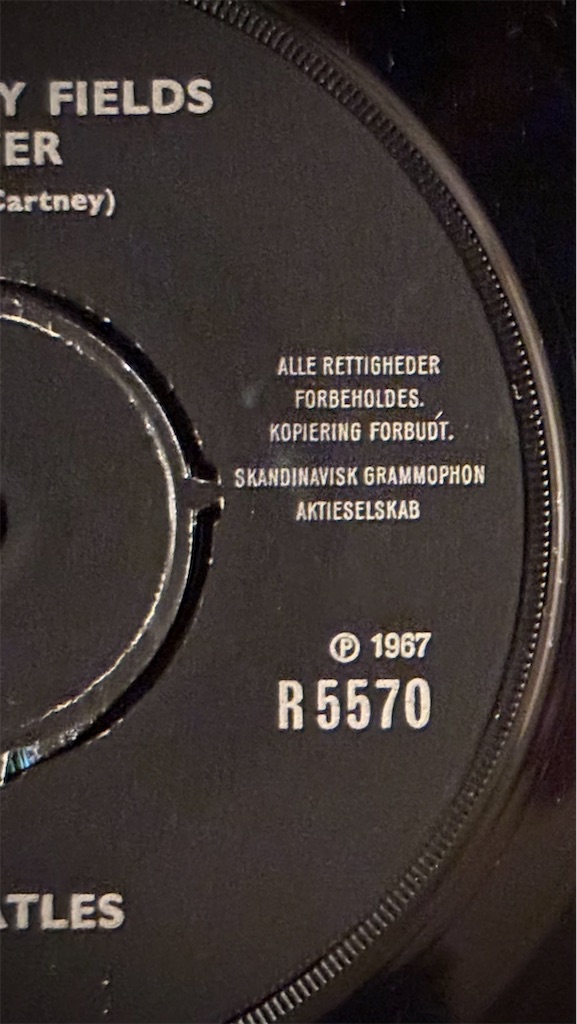 Y FIELDS
ER
Cartney)
ALLE RETTIGHEDER
FORBEHOLDES.
KOPIERING FORBUDT.
SKANDINAVISK GRAMMOPHON
AKTIESELSKAB
℗ 1967
R 5570
ATLES